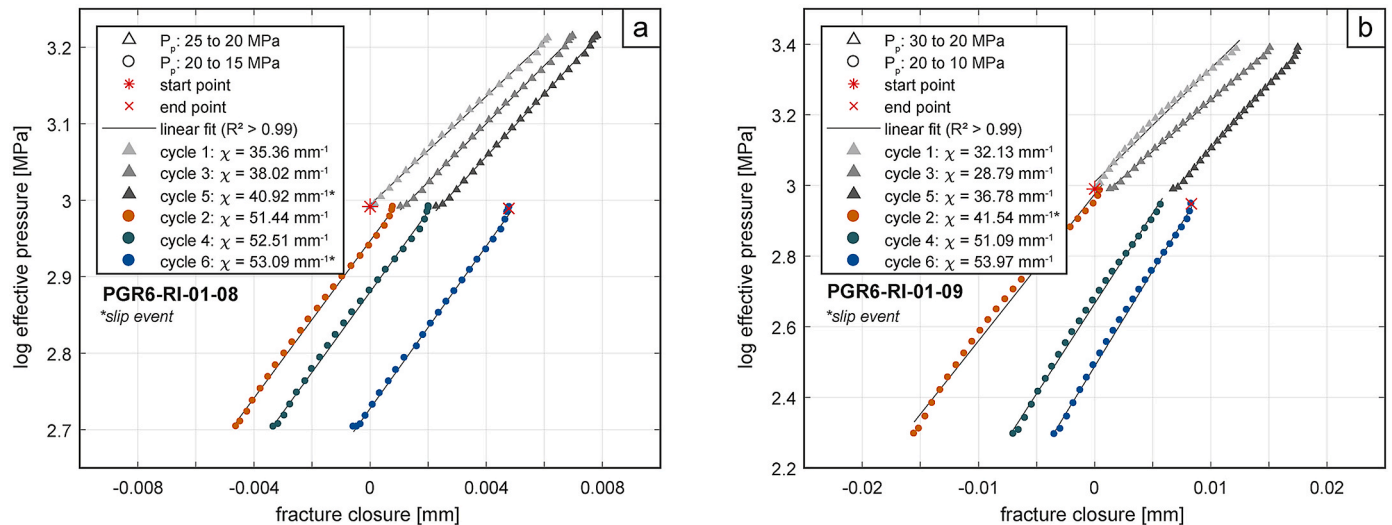 a
P_p: 25 to 20 MPa
P_p: 20 to 15 MPa
start point
end point
linear fit (R² > 0.99)
cycle 1: χ = 35.36 mm⁻¹
cycle 3: χ = 38.02 mm⁻¹
cycle 5: χ = 40.92 mm⁻¹*
cycle 2: χ = 51.44 mm⁻¹
cycle 4: χ = 52.51 mm⁻¹
cycle 6: χ = 53.09 mm⁻¹*
PGR6-RI-01-08
*slip event
log effective pressure [MPa]
3.2
3.1
3
2.9
2.8
2.7
-0.008
-0.004
0
0.004
0.008
fracture closure [mm]
b
P_p: 30 to 20 MPa
P_p: 20 to 10 MPa
start point
end point
linear fit (R² > 0.99)
cycle 1: χ = 32.13 mm⁻¹
cycle 3: χ = 28.79 mm⁻¹
cycle 5: χ = 36.78 mm⁻¹
cycle 2: χ = 41.54 mm⁻¹*
cycle 4: χ = 51.09 mm⁻¹
cycle 6: χ = 53.97 mm⁻¹
PGR6-RI-01-09
*slip event
log effective pressure [MPa]
3.4
3.2
3
2.8
2.6
2.4
2.2
-0.02
-0.01
0
0.01
0.02
fracture closure [mm]